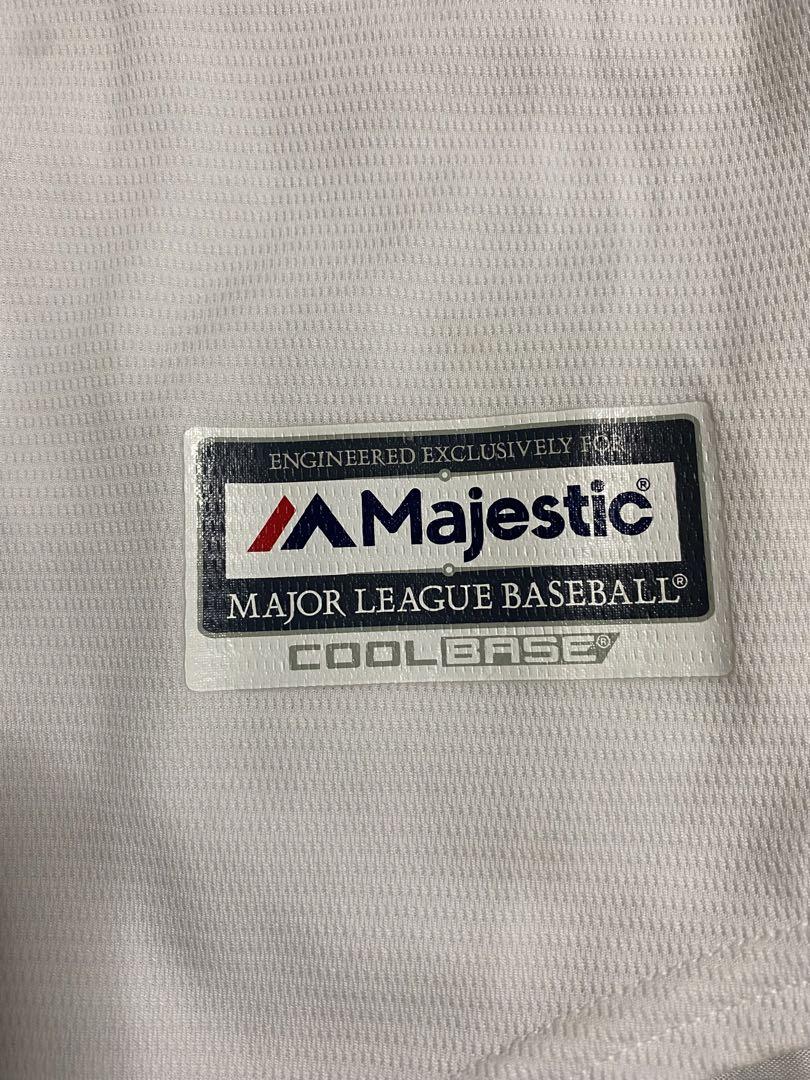 ENGINEERED EXCLUSIVELY FOR
Majestic®
MAJOR LEAGUE BASEBALL®
COOLBASE®